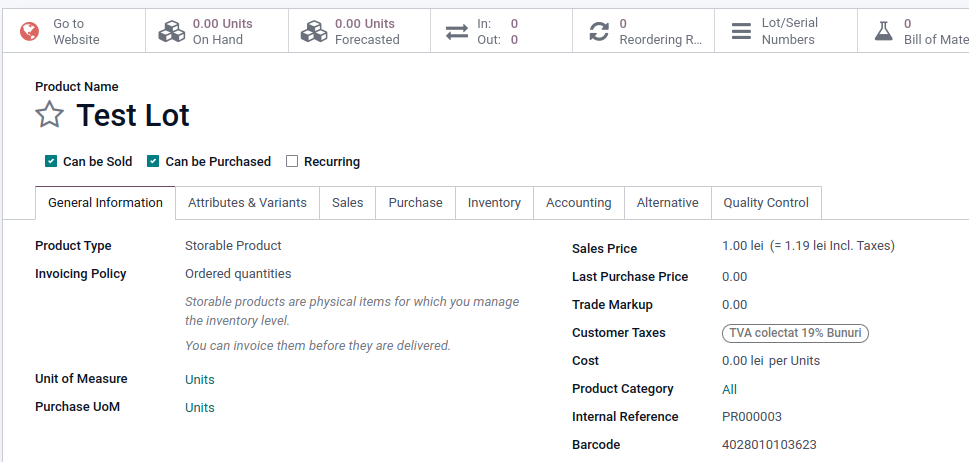 Go to Website
0.00 Units On Hand
0.00 Units Forecasted
In: 0
Out: 0
0 Reordering R...
Lot/Serial Numbers
0 Bill of Mate
Product Name
Test Lot
Can be Sold Can be Purchased Recurring
General Information Attributes & Variants Sales Purchase Inventory Accounting Alternative Quality Control
Product Type Storable Product
Invoicing Policy Ordered quantities
Storable products are physical items for which you manage
the inventory level.
You can invoice them before they are delivered.
Unit of Measure Units
Purchase UoM Units
Sales Price 1.00 lei (= 1.19 lei Incl. Taxes)
Last Purchase Price 0.00
Trade Markup 0.00
Customer Taxes TVA colectat 19% Bunuri
Cost 0.00 lei per Units
Product Category All
Internal Reference PR000003
Barcode 4028010103623